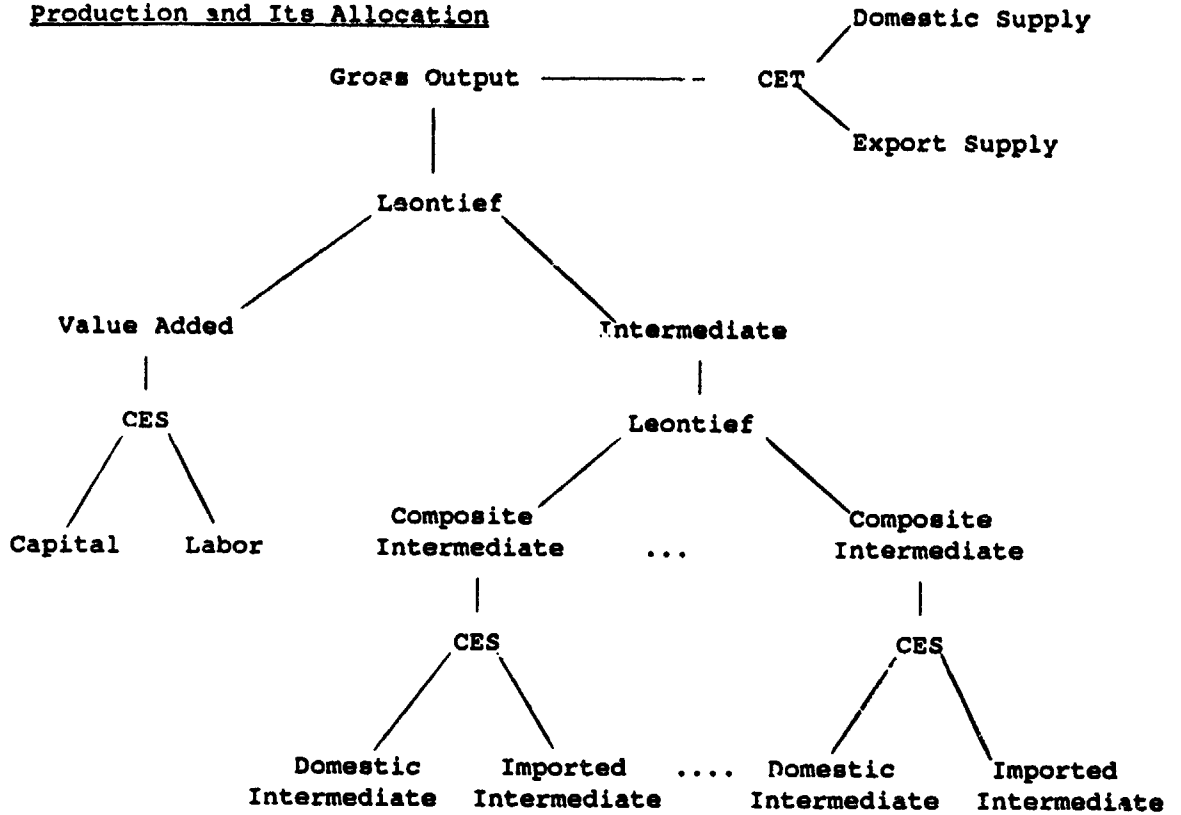 Production and Its Allocation
Domestic Supply
Gross Output
CET
Export Supply
Leontief
Value Added
Intermediate
CES
Leontief
Capital
Labor
Composite
Intermediate
...
Composite
Intermediate
CES
CES
Domestic
Intermediate
Imported
Intermediate
....
Domestic
Intermediate
Imported
Intermediate